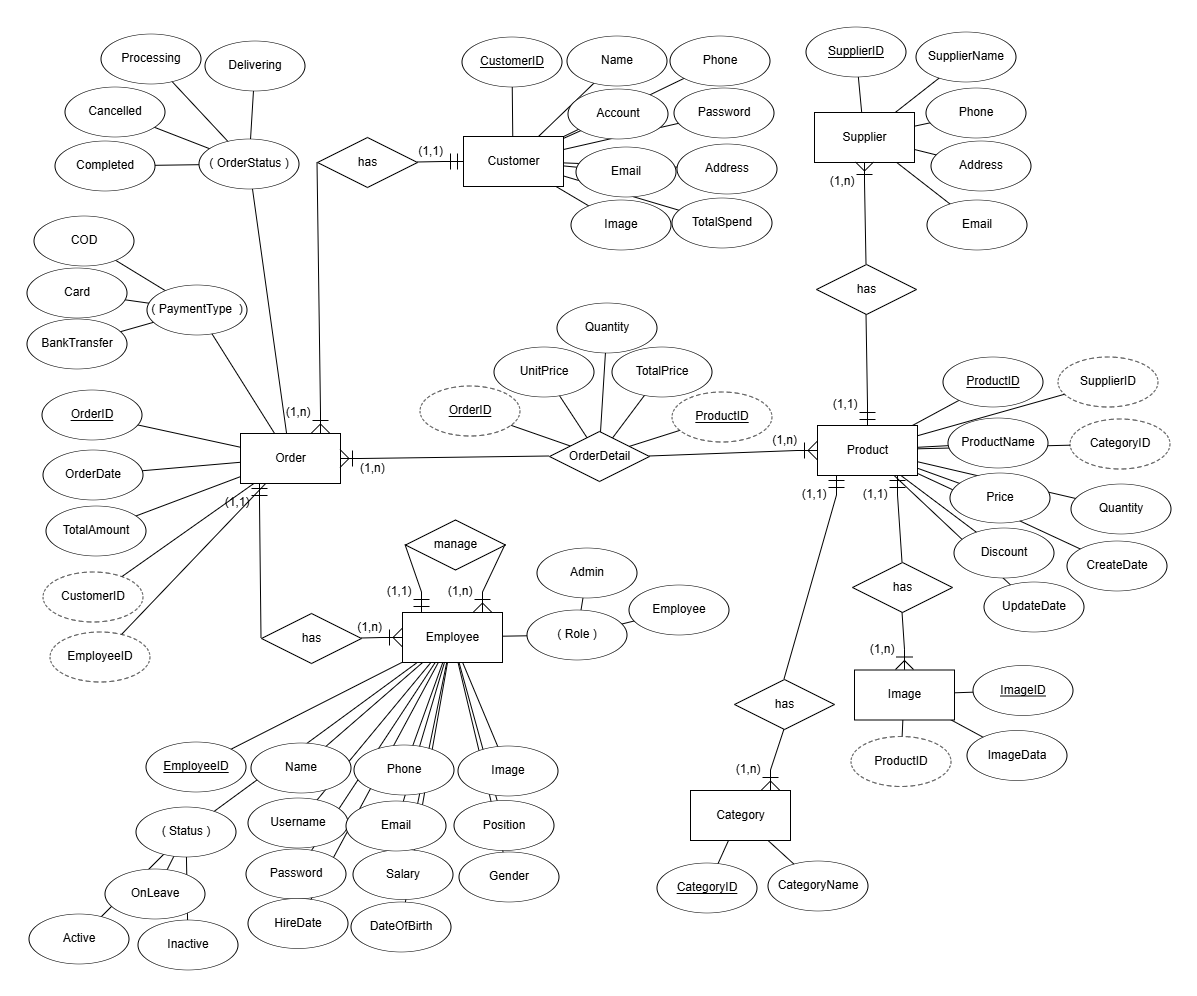 Processing
Delivering
Cancelled
Completed
( OrderStatus )
has
(1,1)
CustomerID
Name
Phone
Account
Password
Customer
Email
Address
Image
TotalSpend
SupplierID
SupplierName
Phone
Supplier
Address
Email
(1,n)
has
(1,1)
COD
Card
BankTransfer
( PaymentType )
OrderID
OrderDate
TotalAmount
CustomerID
EmployeeID
(1,n)
Order
(1,n)
(1,1)
Quantity
UnitPrice
TotalPrice
OrderID
ProductID
OrderDetail
(1,n)
Product
ProductID
SupplierID
ProductName
CategoryID
Price
Quantity
Discount
CreateDate
UpdateDate
(1,1)
(1,1)
manage
(1,1)
(1,n)
has
(1,n)
Employee
Admin
( Role )
Employee
has
(1,n)
Image
ImageID
ProductID
ImageData
has
(1,n)
Category
CategoryID
CategoryName
EmployeeID
Name
Phone
Image
( Status )
Username
Email
Position
OnLeave
Password
Salary
Gender
Active
Inactive
HireDate
DateOfBirth